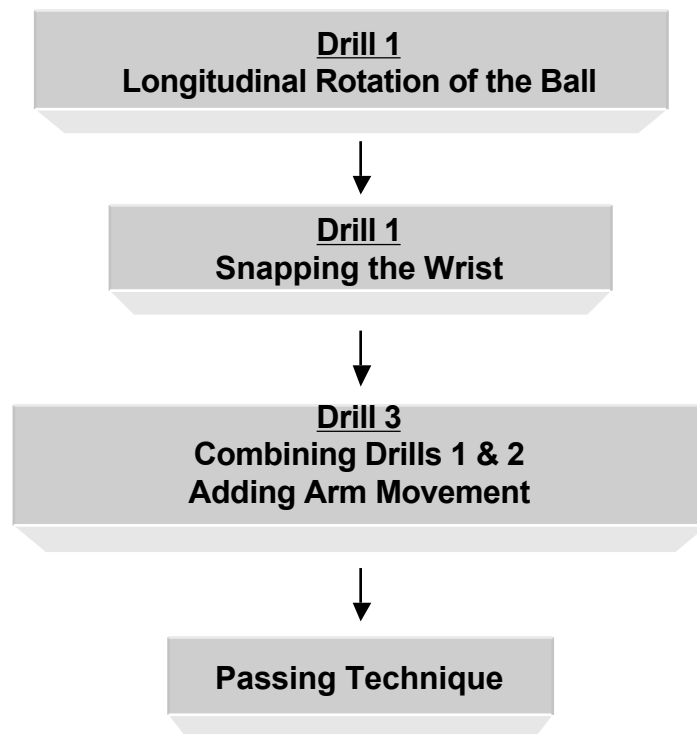 Drill 1
Longitudinal Rotation of the Ball
Drill 1
Snapping the Wrist
Drill 3
Combining Drills 1 & 2
Adding Arm Movement
Passing Technique